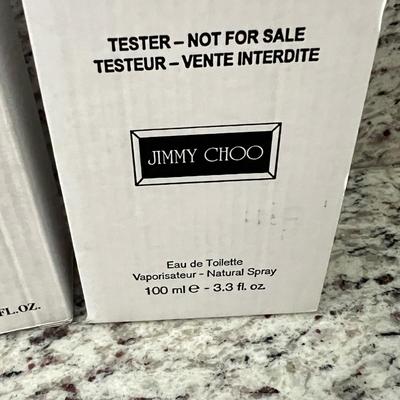 TESTER – NOT FOR SALE
TESTEUR – VENTE INTERDITE
JIMMY CHOO
Eau de Toilette
Vaporisateur - Natural Spray
100 ml ℮ - 3.3 fl. oz.
FL.OZ.